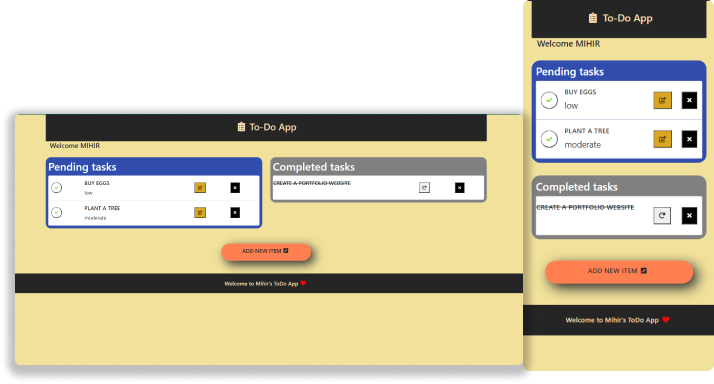 To-Do App
Welcome MIHIR
Pending tasks
BUY EGGS
low
PLANT A TREE
moderate
Completed tasks
CREATE A PORTFOLIO WEBSITE
ADD NEW ITEM
Welcome to Mihir's ToDo App
To-Do App
Welcome MIHIR
Pending tasks
BUY EGGS
low
PLANT A TREE
moderate
Completed tasks
CREATE A PORTFOLIO WEBSITE
ADD NEW ITEM
Welcome to Mihir's ToDo App